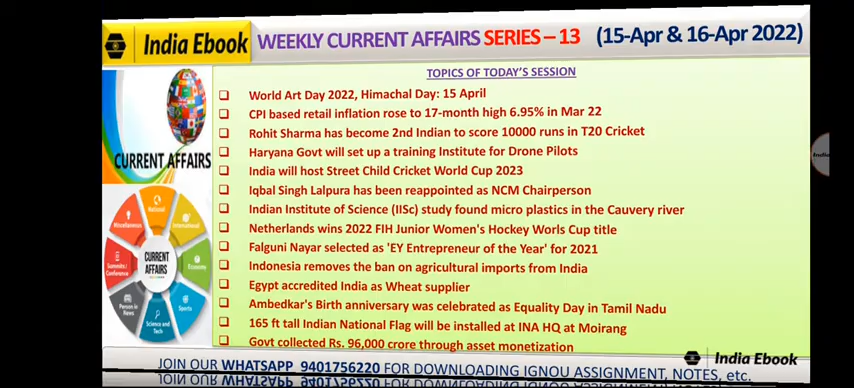 India Ebook
WEEKLY CURRENT AFFAIRS SERIES – 13 (15-Apr & 16-Apr 2022)
TOPICS OF TODAY'S SESSION
World Art Day 2022, Himachal Day: 15 April
CPI based retail inflation rose to 17-month high 6.95% in Mar 22
Rohit Sharma has become 2nd Indian to score 10000 runs in T20 Cricket
Haryana Govt will set up a training Institute for Drone Pilots
India will host Street Child Cricket World Cup 2023
Iqbal Singh Lalpura has been reappointed as NCM Chairperson
Indian Institute of Science (IISc) study found micro plastics in the Cauvery river
Netherlands wins 2022 FIH Junior Women's Hockey Worls Cup title
Falguni Nayar selected as 'EY Entrepreneur of the Year' for 2021
Indonesia removes the ban on agricultural imports from India
Egypt accredited India as Wheat supplier
Ambedkar's Birth anniversary was celebrated as Equality Day in Tamil Nadu
165 ft tall Indian National Flag will be installed at INA HQ at Moirang
Govt collected Rs. 96,000 crore through asset monetization
CURRENT AFFAIRS
National
International
Economy
Sports
Science and
Tech
Person in
News
Summits/
Conference
Miscellaneous
CURRENT
AFFAIRS
India Ebook
JOIN OUR WHATSAPP 9401756220 FOR DOWNLOADING IGNOU ASSIGNMENT, NOTES, etc.
India